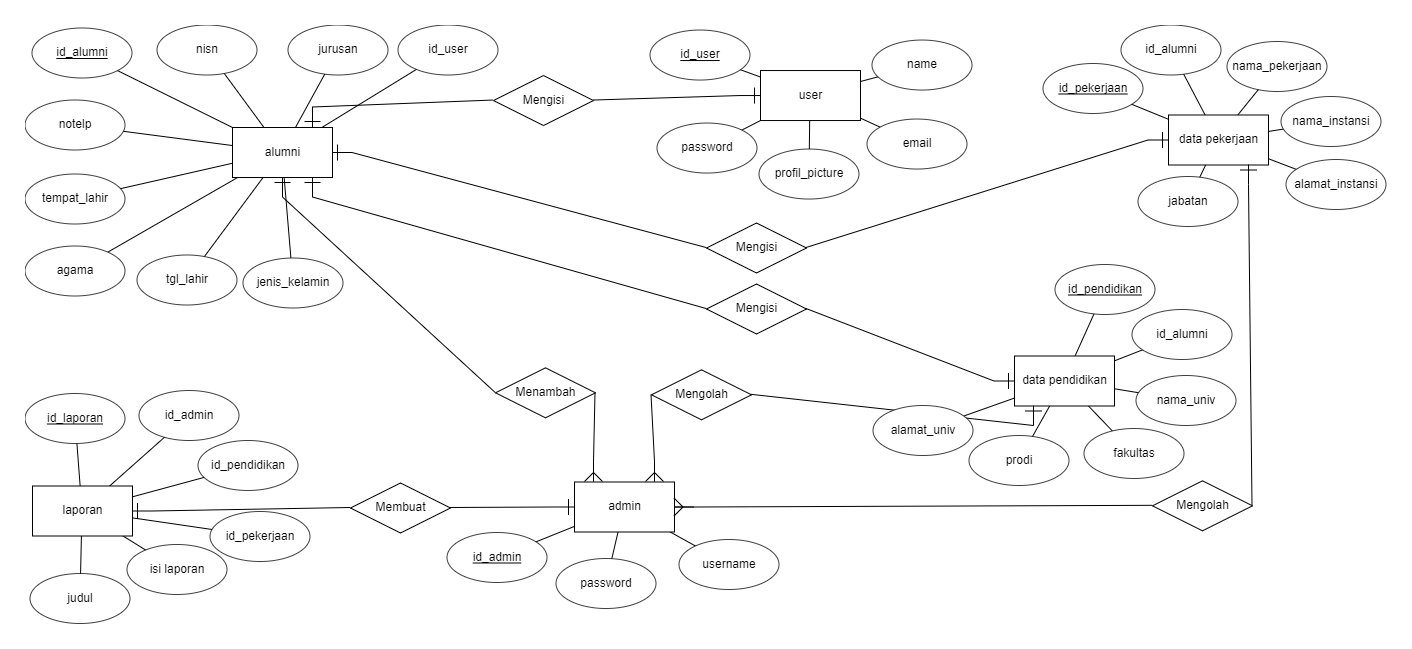 id_alumni
nisn
jurusan
id_user
notelp
alumni
tempat_lahir
agama
tgl_lahir
jenis_kelamin
Mengisi
id_user
name
user
password
profil_picture
email
id_alumni
nama_pekerjaan
id_pekerjaan
nama_instansi
data pekerjaan
alamat_instansi
jabatan
Mengisi
Mengisi
id_pendidikan
id_alumni
data pendidikan
nama_univ
alamat_univ
prodi
fakultas
Menambah
Mengolah
id_laporan
id_admin
id_pendidikan
laporan
id_pekerjaan
isi laporan
judul
Membuat
admin
id_admin
password
username
Mengolah